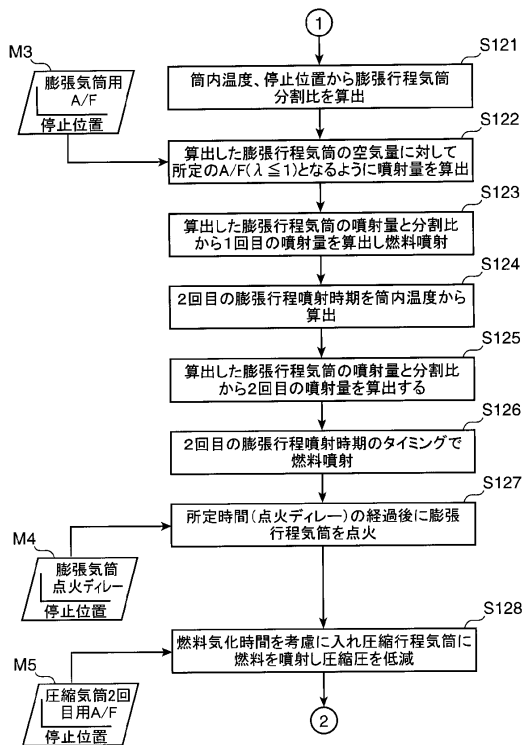 1
S121
筒内温度、停止位置から膨張行程気筒
分割比を算出
M3
膨張気筒用
A/F
停止位置
S122
算出した膨張行程気筒の空気量に対して
所定のA/F(λ≦1)となるように噴射量を算出
S123
算出した膨張行程気筒の噴射量と分割比
から1回目の噴射量を算出し燃料噴射
S124
2回目の膨張行程噴射時期を筒内温度から
算出
S125
算出した膨張行程気筒の噴射量と分割比
から2回目の噴射量を算出する
S126
2回目の膨張行程噴射時期のタイミングで
燃料噴射
S127
所定時間(点火ディレー)の経過後に膨張
行程気筒を点火
M4
膨張気筒
点火ディレー
停止位置
S128
燃料気化時間を考慮に入れ圧縮行程気筒に
燃料を噴射し圧縮圧を低減
M5
圧縮気筒2回
目用A/F
停止位置
2